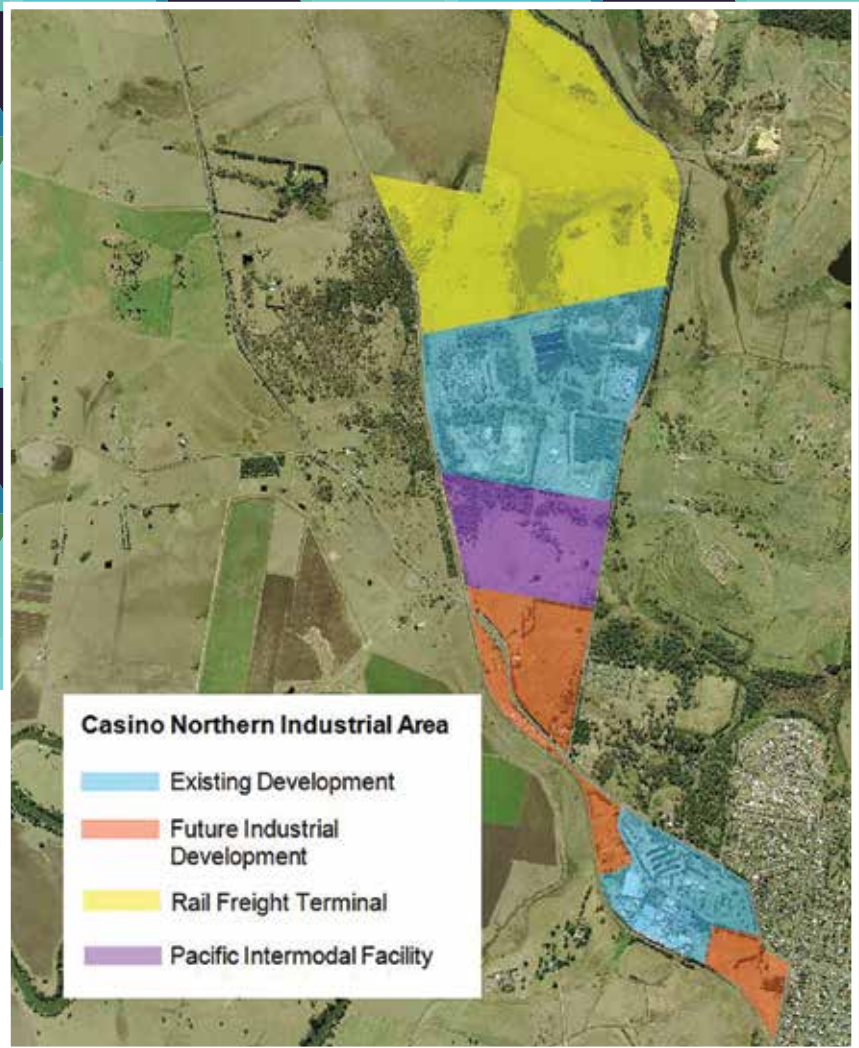 Casino Northern Industrial Area
Existing Development
Future Industrial
Development
Rail Freight Terminal
Pacific Intermodal Facility